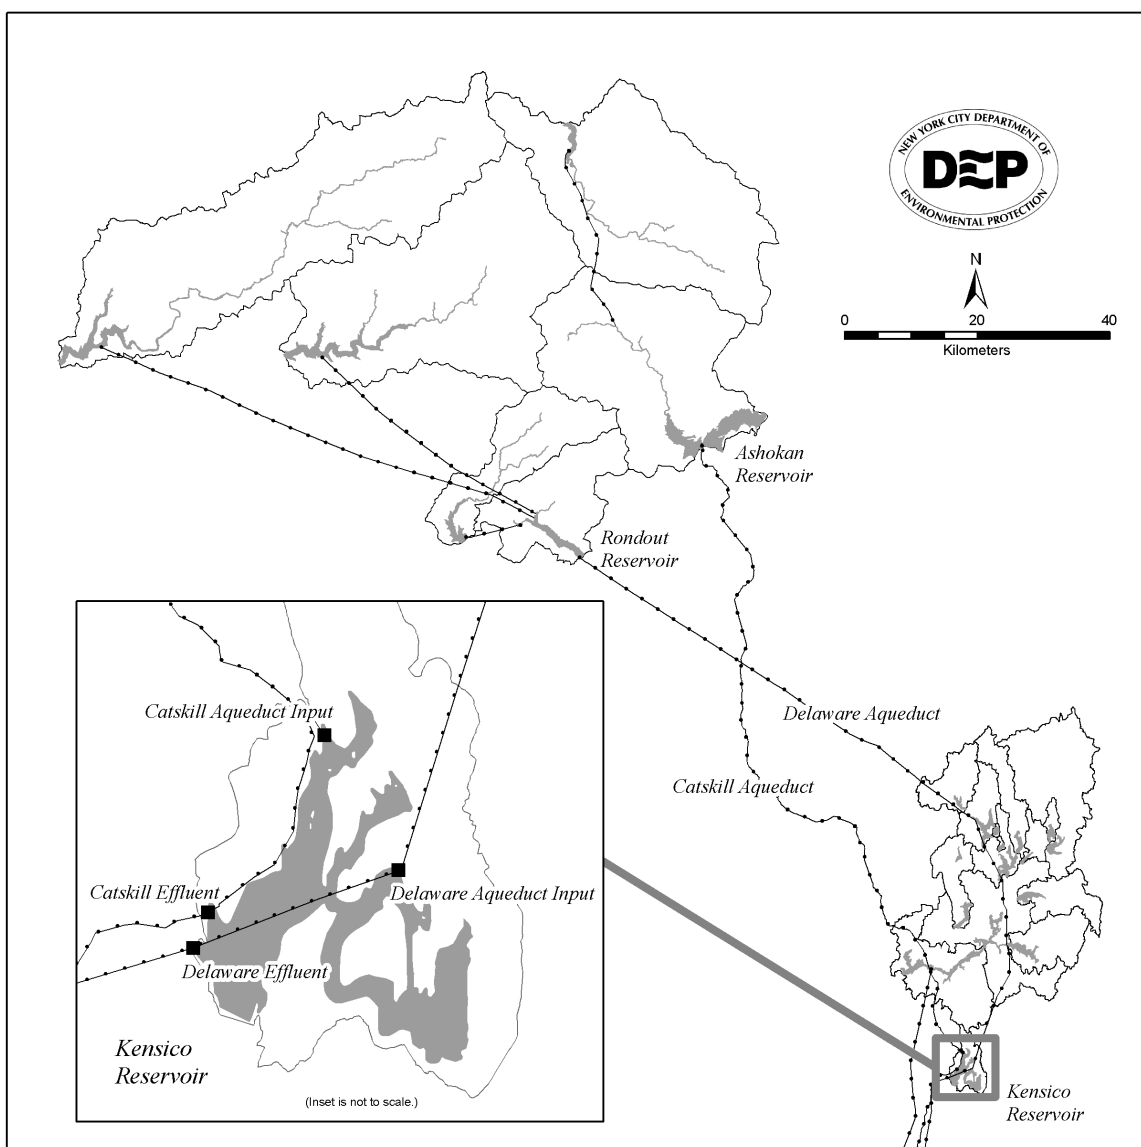 NEW YORK CITY DEPARTMENT OF
DEP
ENVIRONMENTAL PROTECTION
N
0 20 40
Kilometers
Ashokan
Reservoir
Rondout
Reservoir
Delaware Aqueduct
Catskill Aqueduct
Catskill Aqueduct Input
Catskill Effluent
Delaware Aqueduct Input
Delaware Effluent
Kensico
Reservoir
(Inset is not to scale.)
Kensico
Reservoir